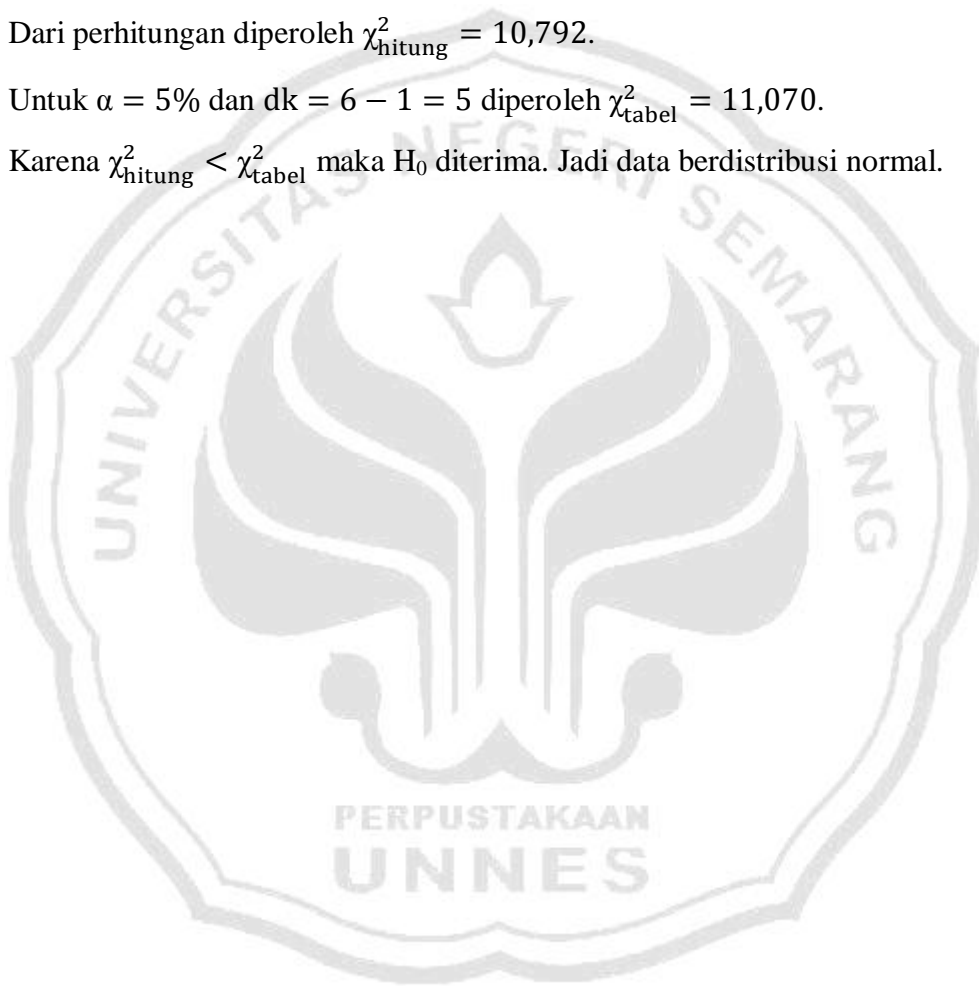 Dari perhitungan diperoleh χ²hitung = 10,792.
Untuk α = 5% dan dk = 6 − 1 = 5 diperoleh χ²tabel = 11,070.
Karena χ²hitung < χ²tabel maka H₀ diterima. Jadi data berdistribusi normal.
UNIVERSITAS NEGERI SEMARANG
PERPUSTAKAAN
UNNES